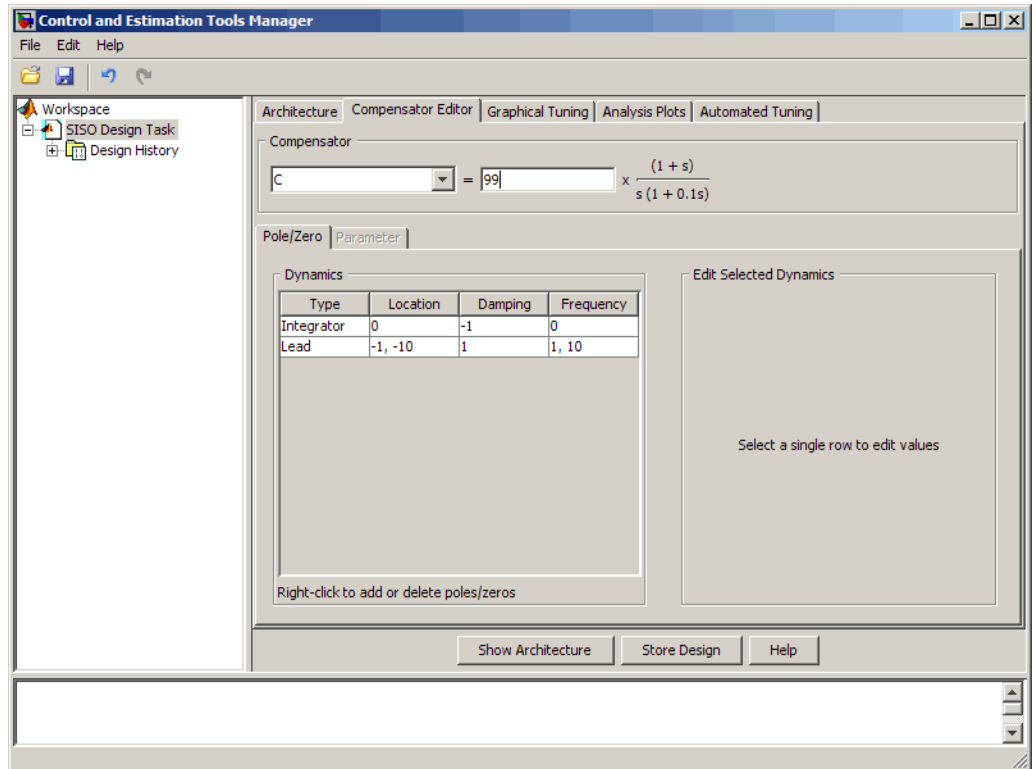 Control and Estimation Tools Manager
File Edit Help
Workspace
SISO Design Task
Design History
Architecture Compensator Editor Graphical Tuning Analysis Plots Automated Tuning
Compensator
C = 99 x (1 + s)
s (1 + 0.1s)
Pole/Zero Parameter
Dynamics
Type Location Damping Frequency
Integrator 0 -1 0
Lead -1, -10 1 1, 10
Right-click to add or delete poles/zeros
Edit Selected Dynamics
Select a single row to edit values
Show Architecture Store Design Help